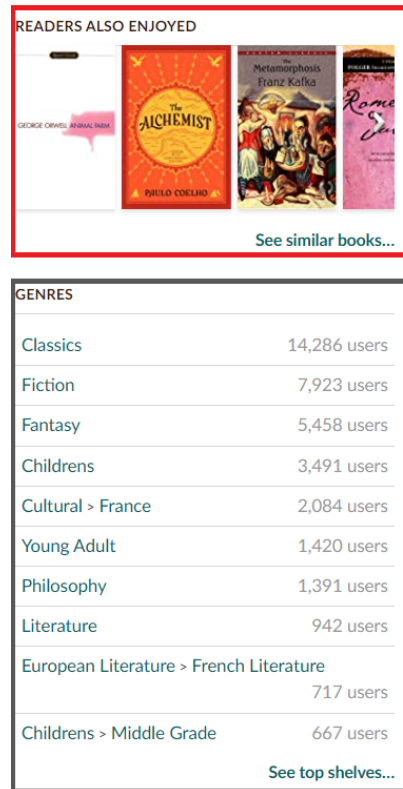 READERS ALSO ENJOYED
GEORGE ORWELL ANIMAL FARM
The
ALCHEMIST
PAULO COELHO
The
Metamorphosis
Franz Kafka
FOLGER
See similar books...
GENRES
Classics 14,286 users
Fiction 7,923 users
Fantasy 5,458 users
Childrens 3,491 users
Cultural > France 2,084 users
Young Adult 1,420 users
Philosophy 1,391 users
Literature 942 users
European Literature > French Literature
717 users
Childrens > Middle Grade 667 users
See top shelves...